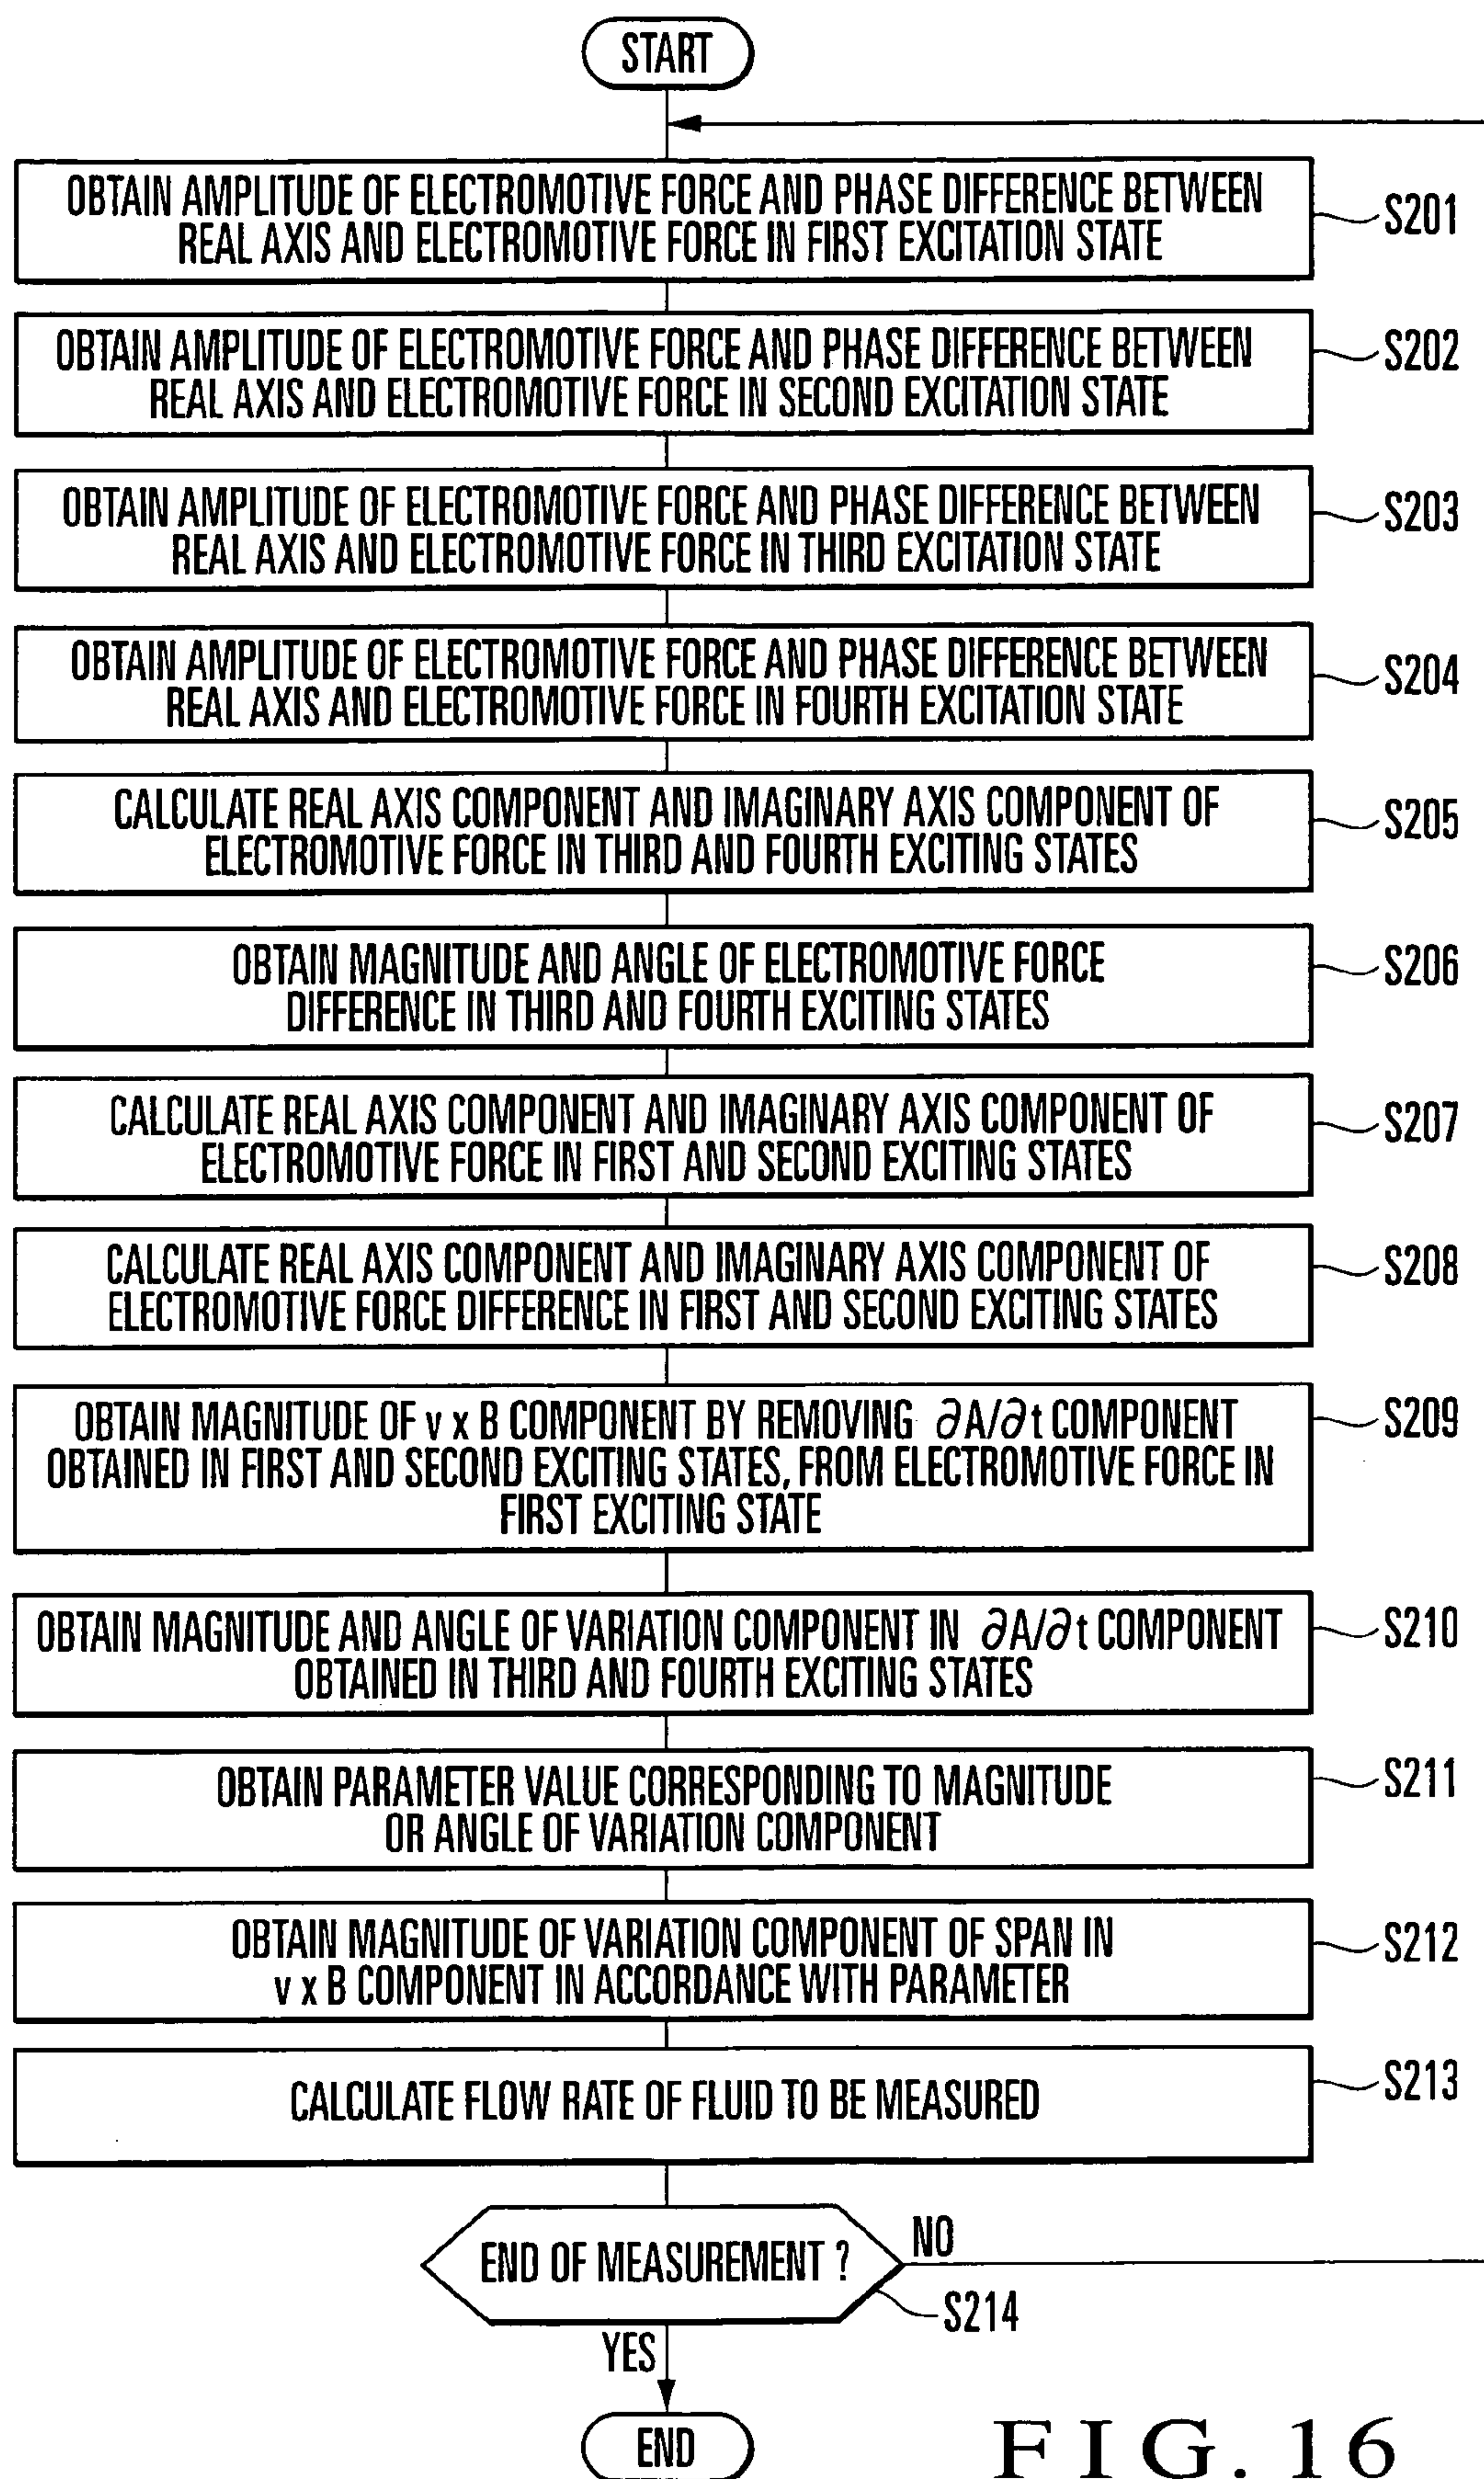 START
OBTAIN AMPLITUDE OF ELECTROMOTIVE FORCE AND PHASE DIFFERENCE BETWEEN
REAL AXIS AND ELECTROMOTIVE FORCE IN FIRST EXCITATION STATE
S201
OBTAIN AMPLITUDE OF ELECTROMOTIVE FORCE AND PHASE DIFFERENCE BETWEEN
REAL AXIS AND ELECTROMOTIVE FORCE IN SECOND EXCITATION STATE
S202
OBTAIN AMPLITUDE OF ELECTROMOTIVE FORCE AND PHASE DIFFERENCE BETWEEN
REAL AXIS AND ELECTROMOTIVE FORCE IN THIRD EXCITATION STATE
S203
OBTAIN AMPLITUDE OF ELECTROMOTIVE FORCE AND PHASE DIFFERENCE BETWEEN
REAL AXIS AND ELECTROMOTIVE FORCE IN FOURTH EXCITATION STATE
S204
CALCULATE REAL AXIS COMPONENT AND IMAGINARY AXIS COMPONENT OF
ELECTROMOTIVE FORCE IN THIRD AND FOURTH EXCITING STATES
S205
OBTAIN MAGNITUDE AND ANGLE OF ELECTROMOTIVE FORCE
DIFFERENCE IN THIRD AND FOURTH EXCITING STATES
S206
CALCULATE REAL AXIS COMPONENT AND IMAGINARY AXIS COMPONENT OF
ELECTROMOTIVE FORCE IN FIRST AND SECOND EXCITING STATES
S207
CALCULATE REAL AXIS COMPONENT AND IMAGINARY AXIS COMPONENT OF
ELECTROMOTIVE FORCE DIFFERENCE IN FIRST AND SECOND EXCITING STATES
S208
OBTAIN MAGNITUDE OF v x B COMPONENT BY REMOVING ∂A/∂t COMPONENT
OBTAINED IN FIRST AND SECOND EXCITING STATES, FROM ELECTROMOTIVE FORCE IN
FIRST EXCITING STATE
S209
OBTAIN MAGNITUDE AND ANGLE OF VARIATION COMPONENT IN ∂A/∂t COMPONENT
OBTAINED IN THIRD AND FOURTH EXCITING STATES
S210
OBTAIN PARAMETER VALUE CORRESPONDING TO MAGNITUDE
OR ANGLE OF VARIATION COMPONENT
S211
OBTAIN MAGNITUDE OF VARIATION COMPONENT OF SPAN IN
v x B COMPONENT IN ACCORDANCE WITH PARAMETER
S212
CALCULATE FLOW RATE OF FLUID TO BE MEASURED
S213
END OF MEASUREMENT ?
NO
S214
YES
END
FIG. 16